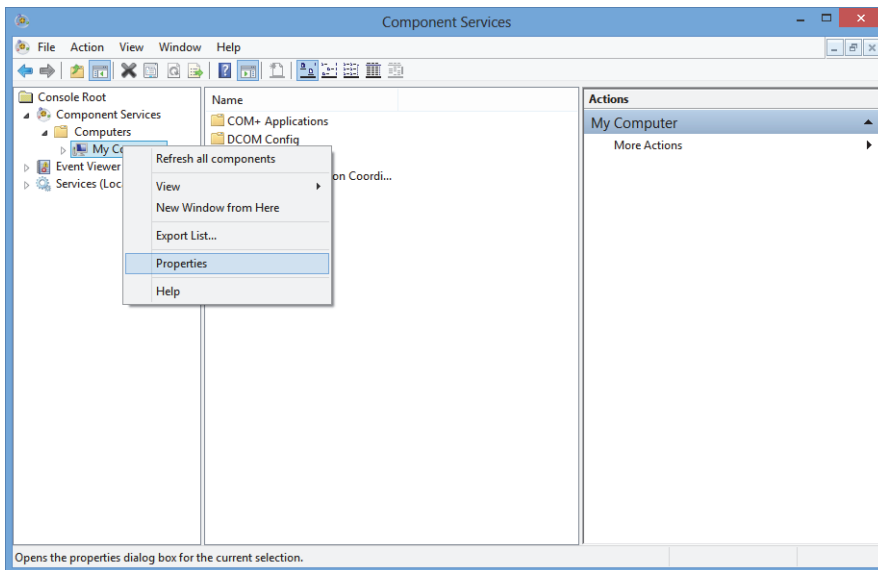 Component Services
File Action View Window Help
Console Root
Component Services
Computers
My Co
Event Viewer
Services (Loc
Refresh all components
View
New Window from Here
Export List...
Properties
Help
Name
COM+ Applications
DCOM Config
on Coordi...
Actions
My Computer
More Actions
Opens the properties dialog box for the current selection.